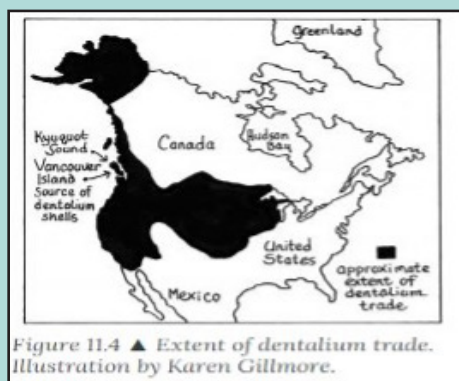 Greenland
Kyuquot
Sound
Canada
Hudson
Bay
Vancouver
Island
Source of
dentalium
shells
United
States
approximate
extent of
dentalium
trade
Mexico
Figure 11.4 ▲ Extent of dentalium trade.
Illustration by Karen Gillmore.